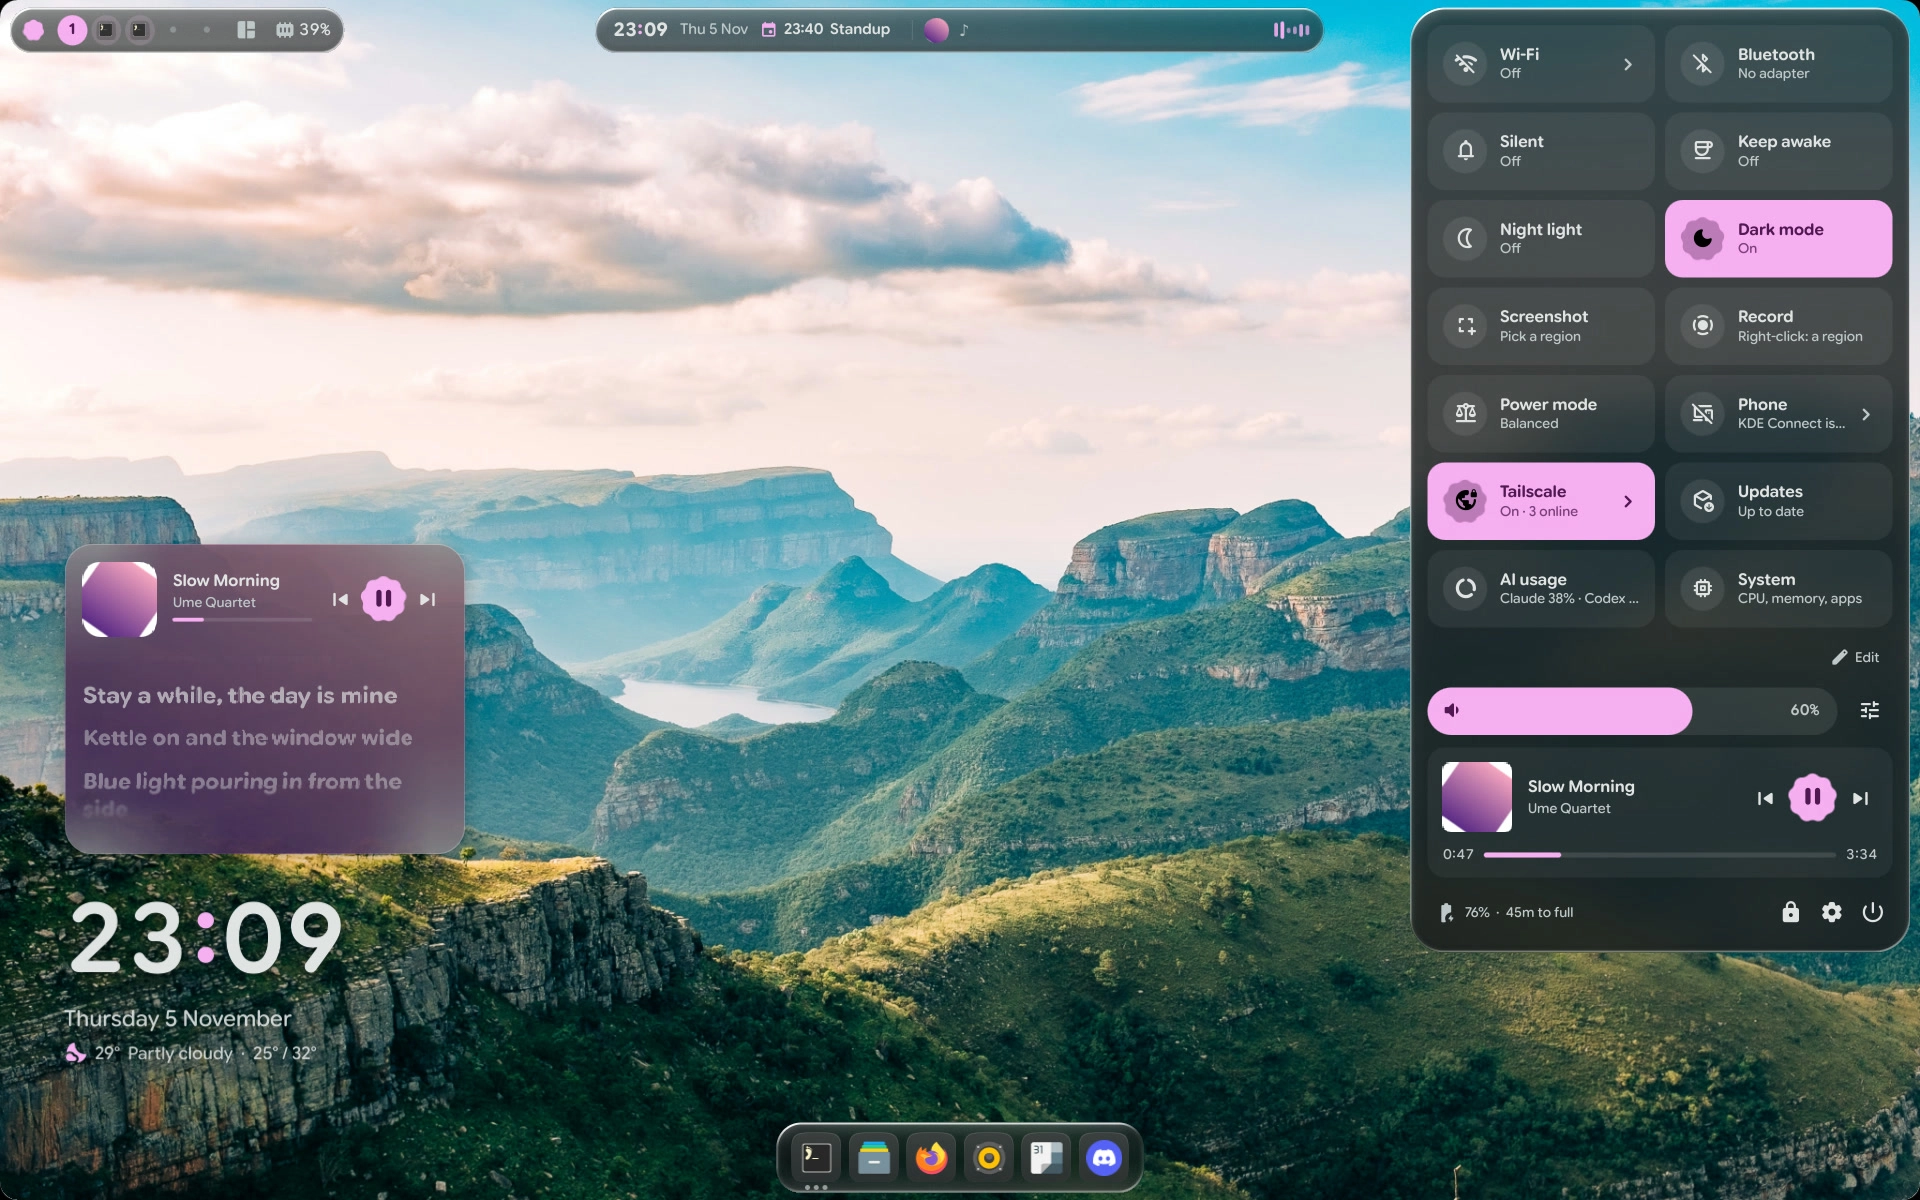 1
39%
23:09 Thu 5 Nov 23:40 Standup
Wi-Fi
Off
Bluetooth
No adapter
Silent
Off
Keep awake
Off
Night light
Off
Dark mode
On
Screenshot
Pick a region
Record
Right-click: a region
Power mode
Balanced
Phone
KDE Connect is...
Tailscale
On · 3 online
Updates
Up to date
AI usage
Claude 38% · Codex ...
System
CPU, memory, apps
Edit
60%
Slow Morning
Ume Quartet
0:47
3:34
76% · 45m to full
Slow Morning
Ume Quartet
Stay a while, the day is mine
Kettle on and the window wide
Blue light pouring in from the
side
23:09
Thursday 5 November
29° Partly cloudy · 25° / 32°
31